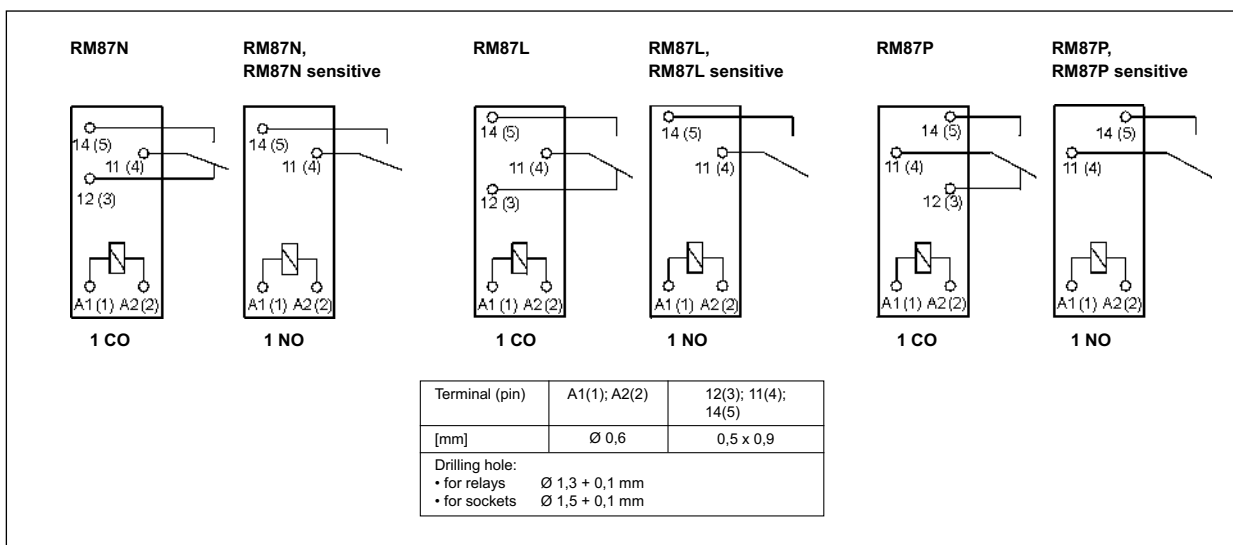 RM87N
RM87N,
RM87N sensitive
RM87L
RM87L,
RM87L sensitive
RM87P
RM87P,
RM87P sensitive
14 (5)
11 (4)
12 (3)
A1 (1) A2 (2)
1 CO
14 (5)
11 (4)
A1 (1) A2 (2)
1 NO
14 (5)
11 (4)
12 (3)
A1 (1) A2 (2)
1 CO
14 (5)
11 (4)
A1 (1) A2 (2)
1 NO
14 (5)
11 (4)
12 (3)
A1 (1) A2 (2)
1 CO
14 (5)
11 (4)
A1 (1) A2 (2)
1 NO
Terminal (pin) A1(1); A2(2) 12(3); 11(4);
14(5)
[mm] Ø 0,6 0,5 x 0,9
Drilling hole:
• for relays Ø 1,3 + 0,1 mm
• for sockets Ø 1,5 + 0,1 mm